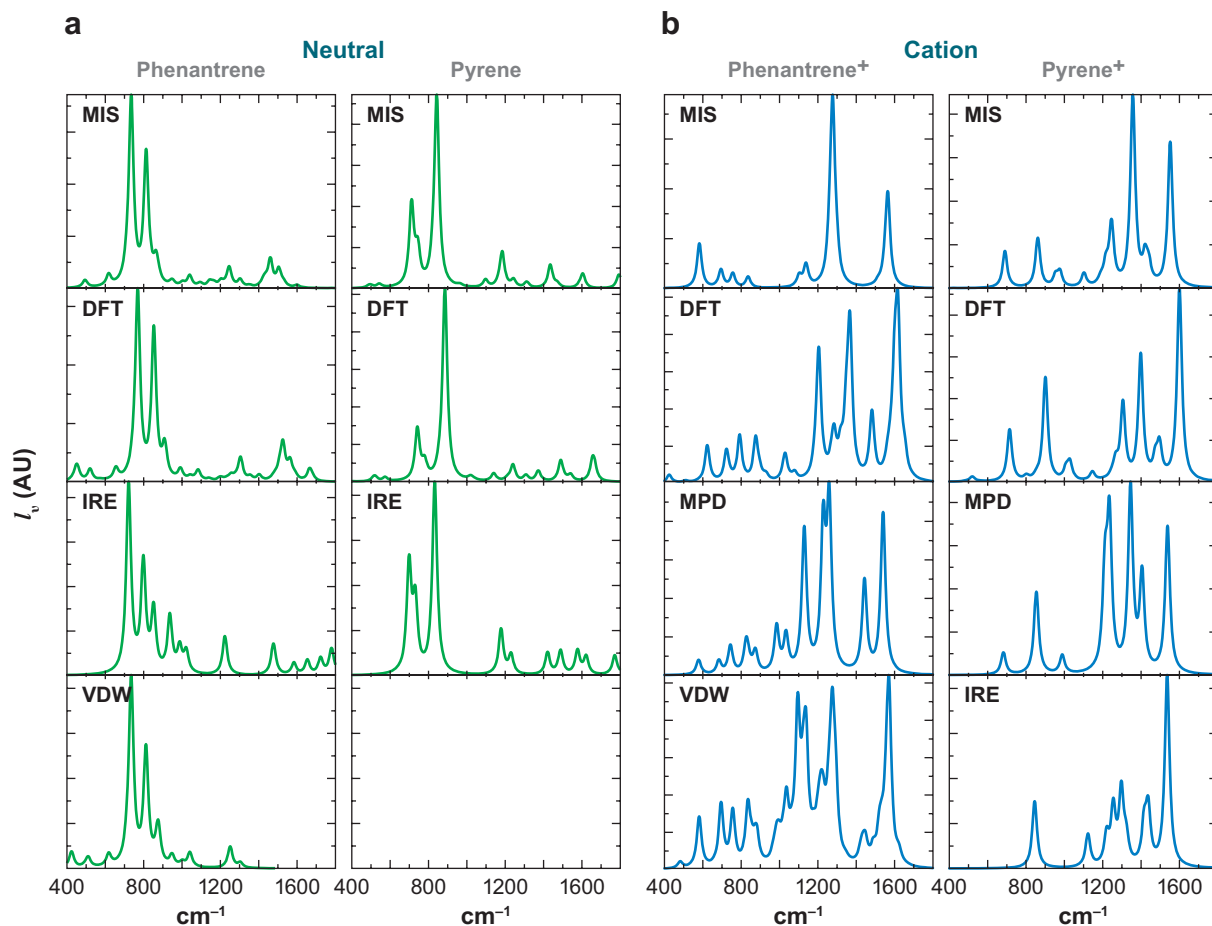 a
b
Neutral
Cation
Phenantrene
Pyrene
Phenantrene+
Pyrene+
MIS
MIS
MIS
MIS
DFT
DFT
DFT
DFT
IRE
IRE
MPD
MPD
VDW
VDW
IRE
Iν (AU)
400 800 1200 1600
400 800 1200 1600
400 800 1200 1600
400 800 1200 1600
cm–1
cm–1
cm–1
cm–1